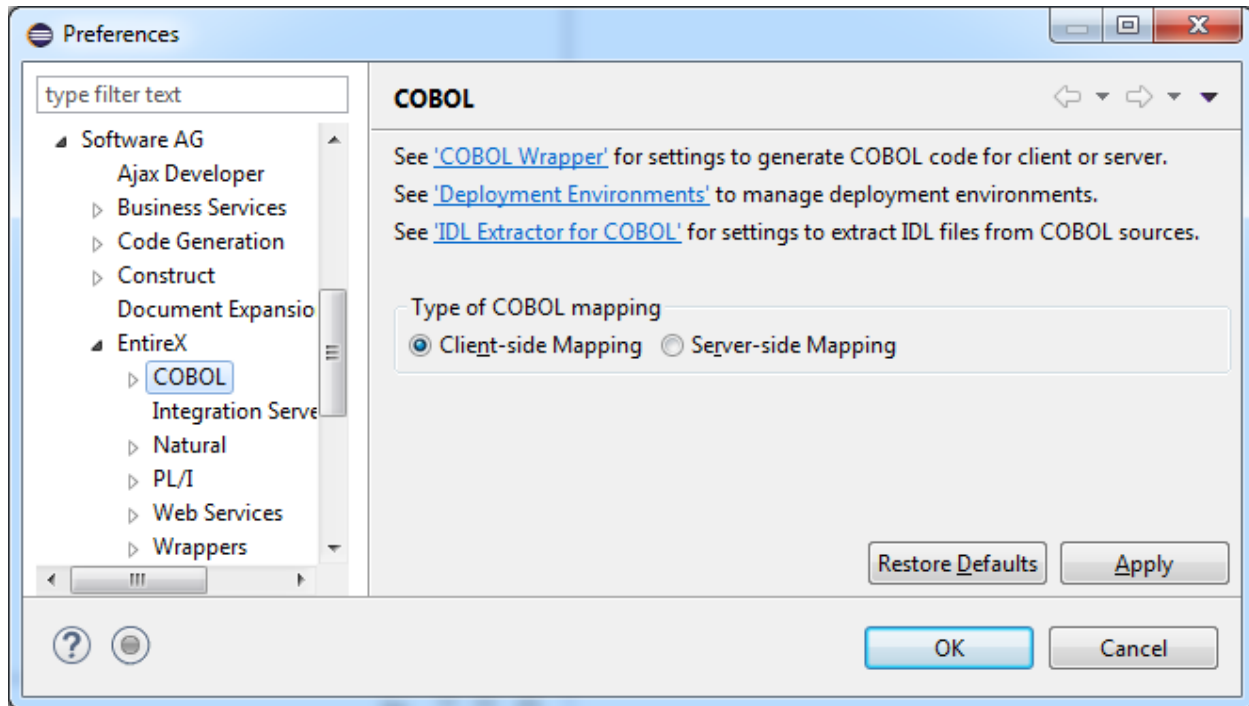 Preferences
type filter text
Software AG
Ajax Developer
Business Services
Code Generation
Construct
Document Expansio
EntireX
COBOL
Integration Serve
Natural
PL/I
Web Services
Wrappers
COBOL
See 'COBOL Wrapper' for settings to generate COBOL code for client or server.
See 'Deployment Environments' to manage deployment environments.
See 'IDL Extractor for COBOL' for settings to extract IDL files from COBOL sources.
Type of COBOL mapping
Client-side Mapping Server-side Mapping
Restore Defaults Apply
OK Cancel